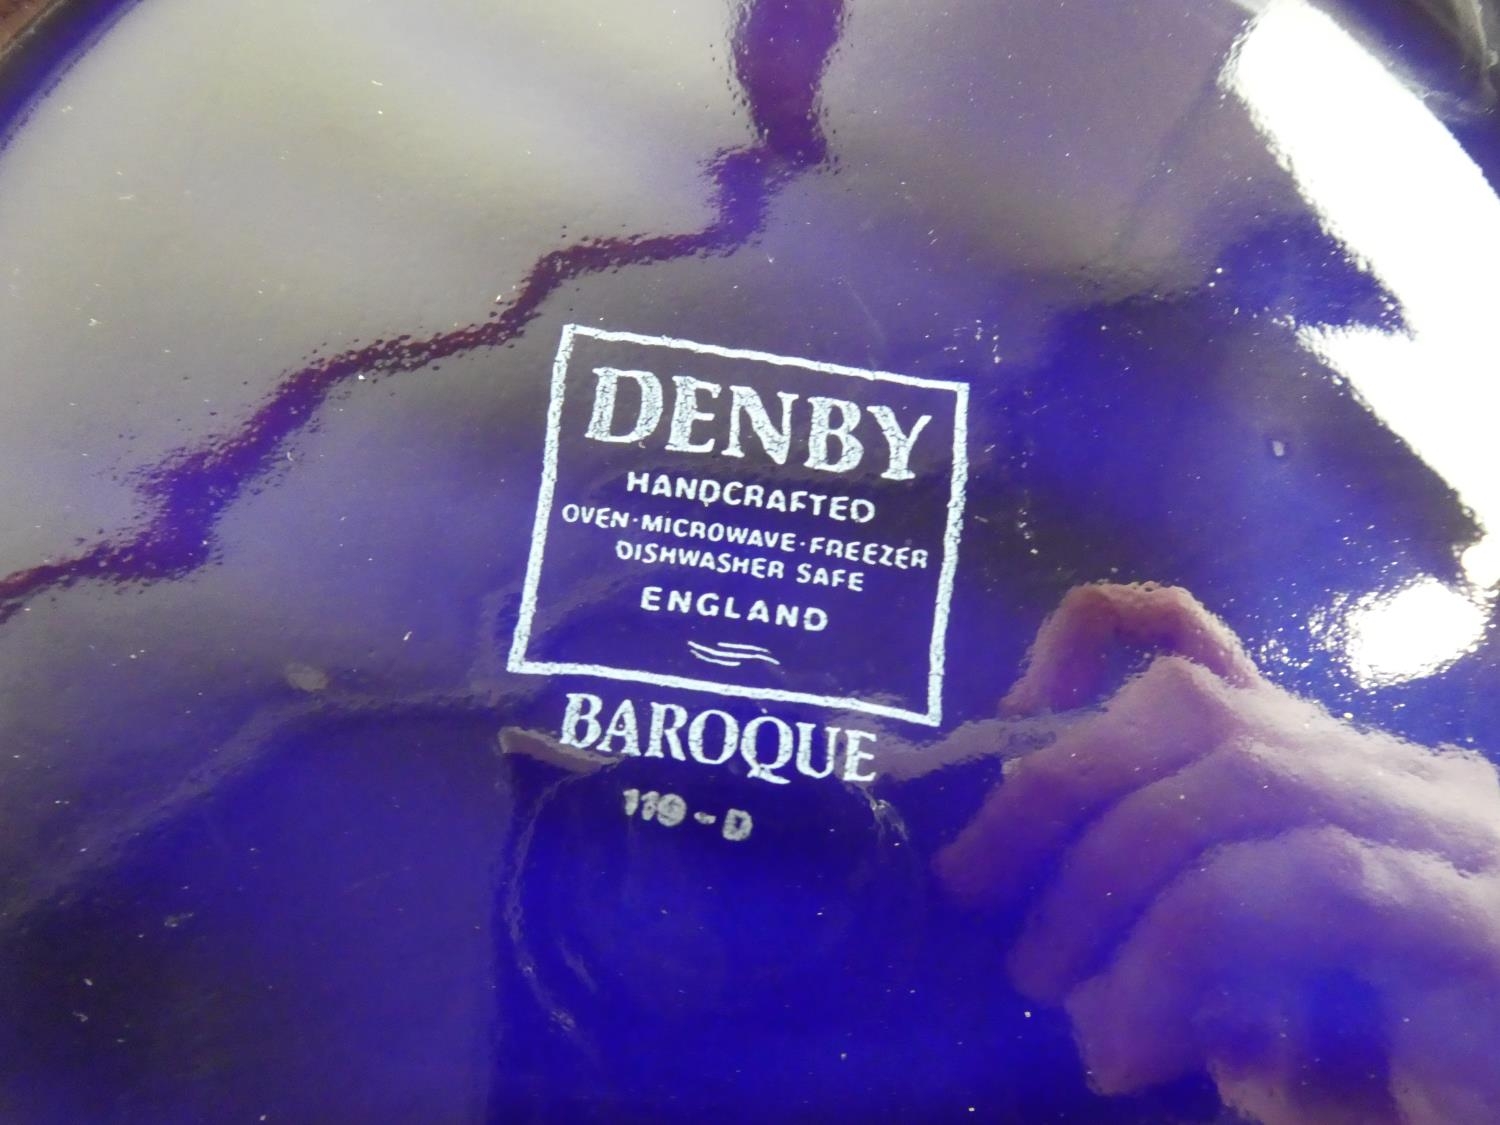 DENBY
HANDCRAFTED
OVEN·MICROWAVE·FREEZER
DISHWASHER SAFE
ENGLAND
BAROQUE
119-D